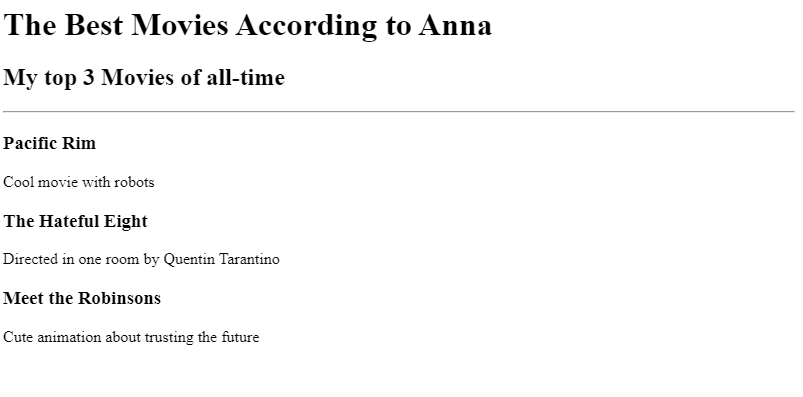 The Best Movies According to Anna
My top 3 Movies of all-time
Pacific Rim
Cool movie with robots
The Hateful Eight
Directed in one room by Quentin Tarantino
Meet the Robinsons
Cute animation about trusting the future